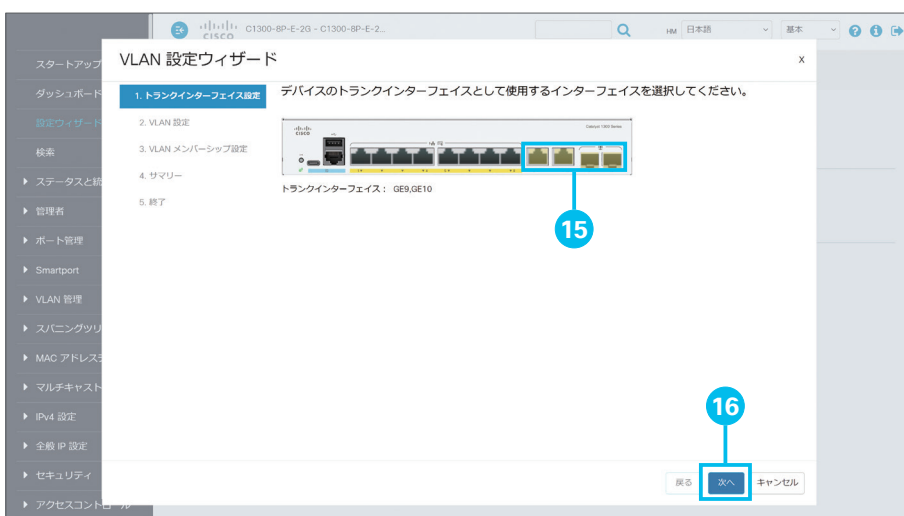 cisco C1300-8P-E-2G - C1300-8P-E-2... HM 日本語 基本
VLAN 設定ウィザード x
スタートアップ
ダッシュボード
設定ウィザード
検索
ステータスと統
管理者
ポート管理
Smartport
VLAN 管理
スパニングツリ
MAC アドレステ
マルチキャスト
IPv4 設定
全般 IP 設定
セキュリティ
アクセスコントロール
1. トランクインターフェイス設定
2. VLAN 設定
3. VLAN メンバーシップ設定
4. サマリー
5. 終了
デバイスのトランクインターフェイスとして使用するインターフェイスを選択してください。
cisco Catalyst 1300 Series
トランクインターフェイス： GE9,GE10
15
16
戻る 次へ キャンセル